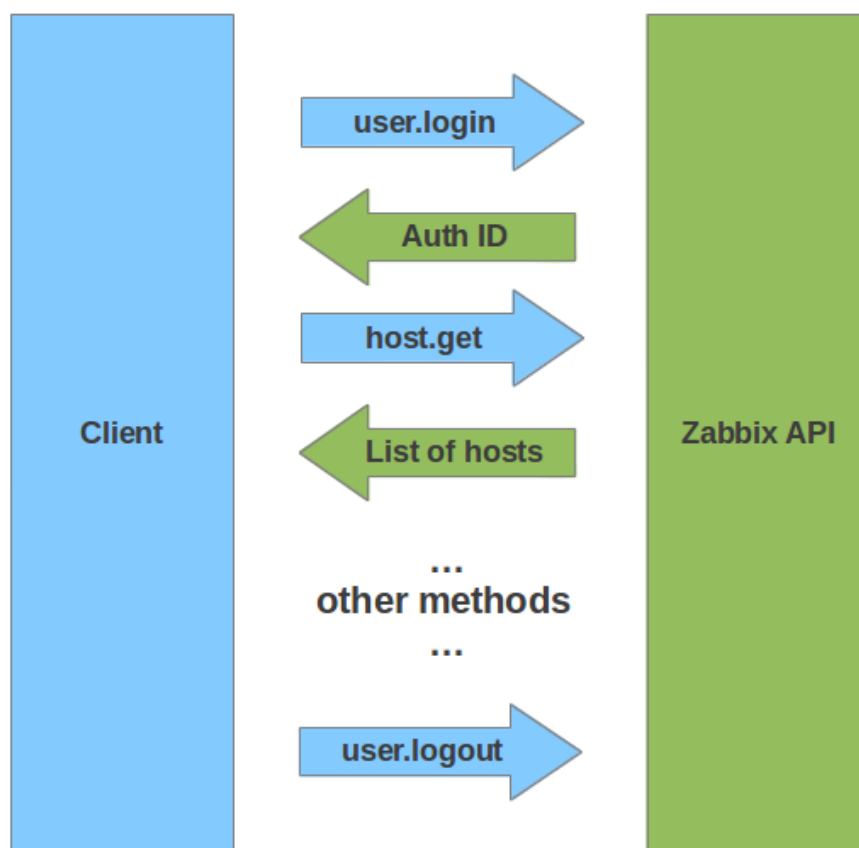 user.login
Auth ID
host.get
Client
Zabbix API
List of hosts
...
other methods
...
user.logout